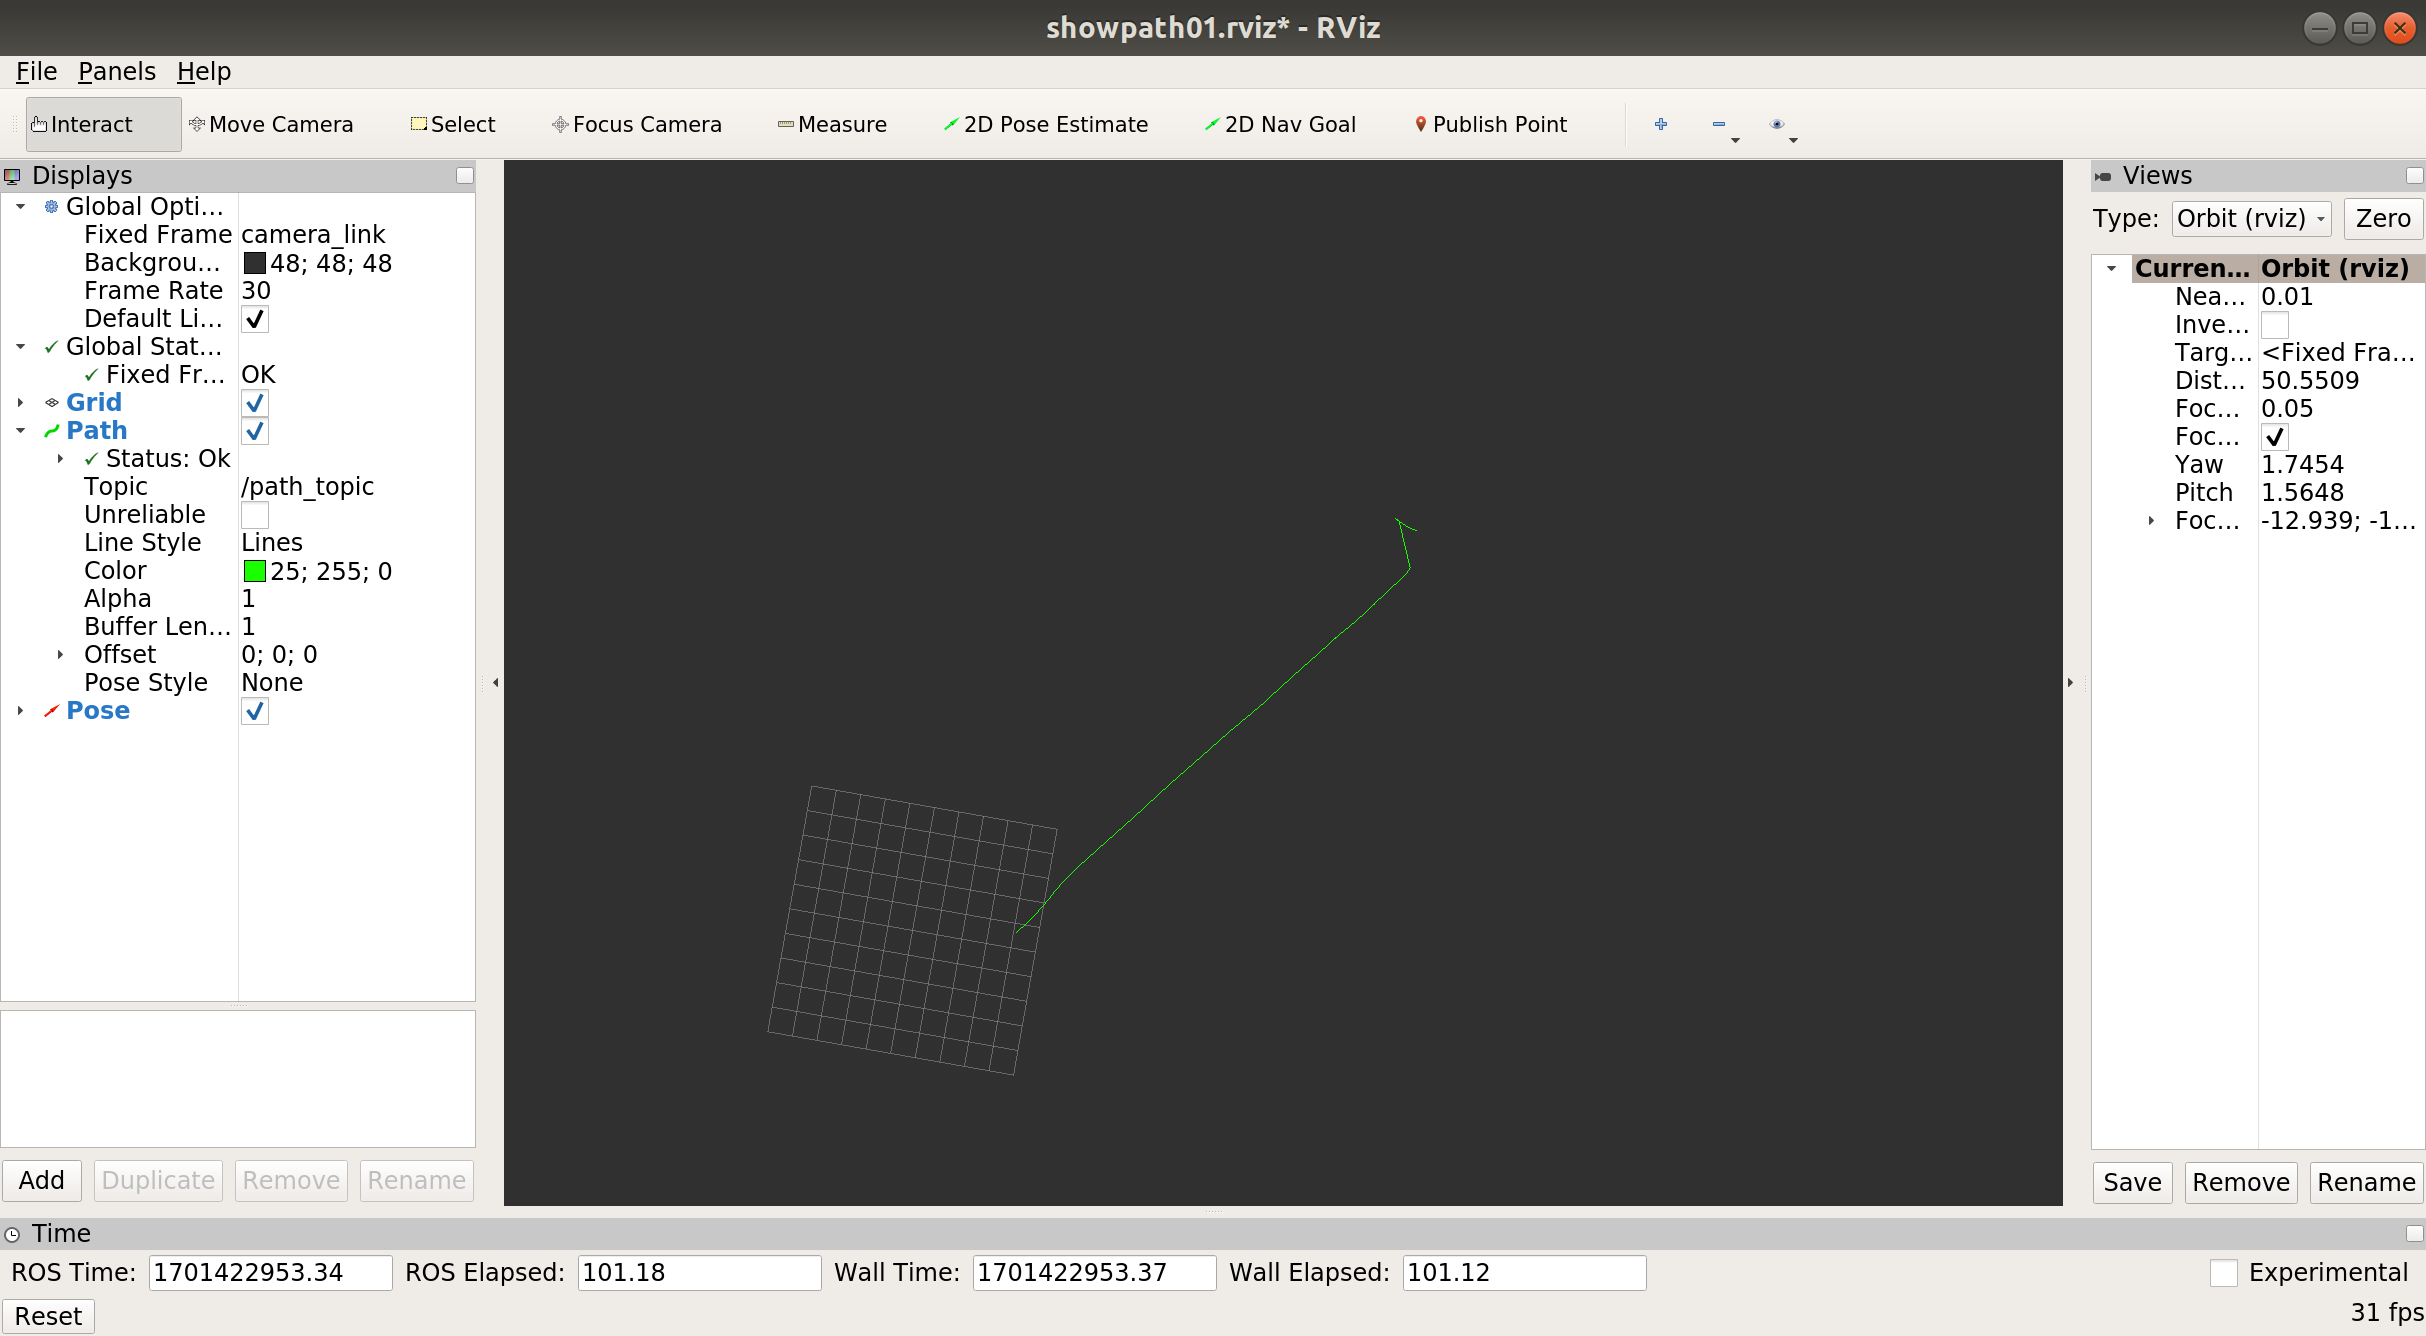 showpath01.rviz* - RViz
File Panels Help
Interact Move Camera Select Focus Camera Measure 2D Pose Estimate 2D Nav Goal Publish Point
Displays
Global Opti...
Fixed Frame camera_link
Backgrou... 48; 48; 48
Frame Rate 30
Default Li...
Global Stat...
Fixed Fr... OK
Grid
Path
Status: Ok
Topic /path_topic
Unreliable
Line Style Lines
Color 25; 255; 0
Alpha 1
Buffer Len... 1
Offset 0; 0; 0
Pose Style None
Pose
Add Duplicate Remove Rename
Views
Type: Orbit (rviz) Zero
Curren... Orbit (rviz)
Nea... 0.01
Inve...
Targ... <Fixed Fra...
Dist... 50.5509
Foc... 0.05
Foc...
Yaw 1.7454
Pitch 1.5648
Foc... -12.939; -1...
Save Remove Rename
Time
ROS Time: 1701422953.34 ROS Elapsed: 101.18 Wall Time: 1701422953.37 Wall Elapsed: 101.12 Experimental
Reset 31 fps